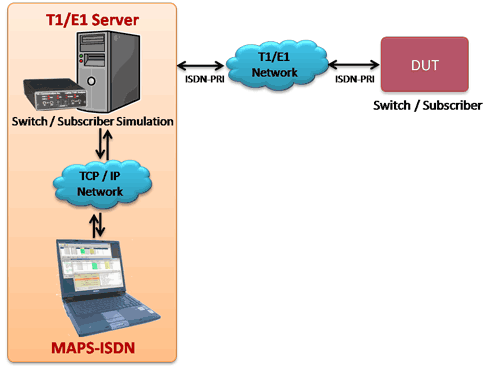 T1/E1 Server
Switch / Subscriber Simulation
TCP / IP
Network
MAPS-ISDN
ISDN-PRI
T1/E1
Network
ISDN-PRI
DUT
Switch / Subscriber